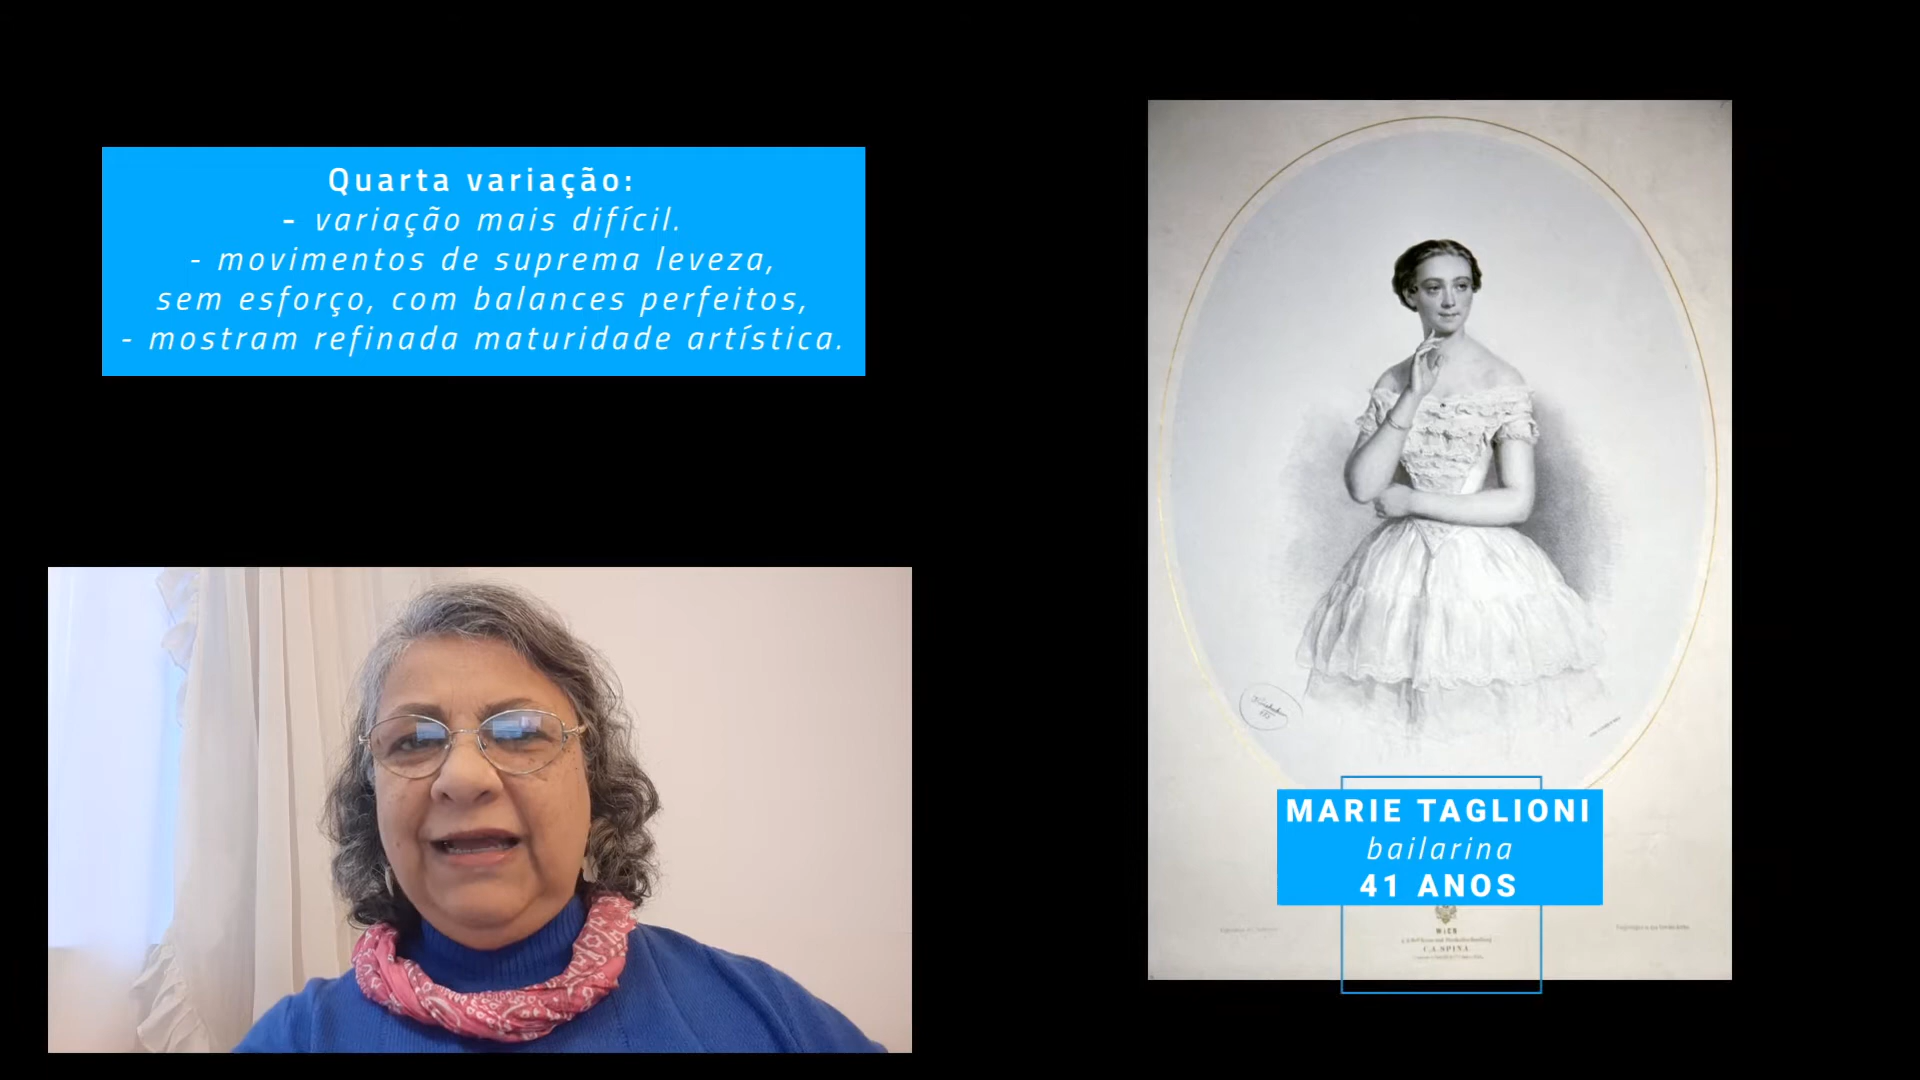 Quarta variação:
- variação mais difícil.
- movimentos de suprema leveza,
sem esforço, com balances perfeitos,
- mostram refinada maturidade artística.
MARIE TAGLIONI
bailarina
41 ANOS
WIEN
C.A. SPINA